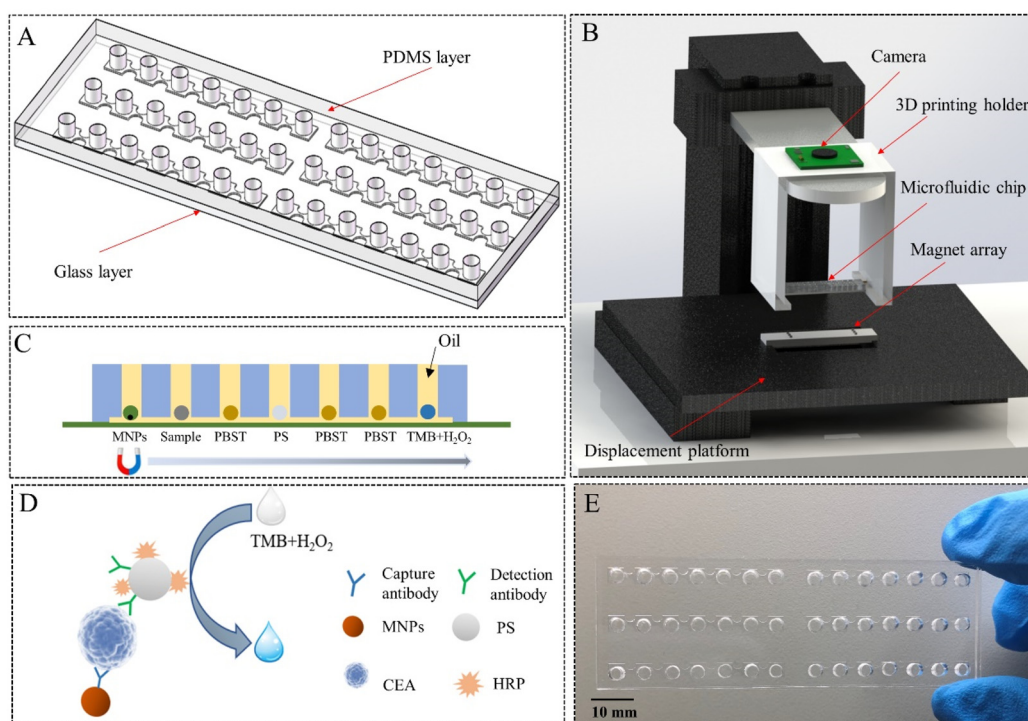 A
PDMS layer
Glass layer
B
Camera
3D printing holder
Microfluidic chip
Magnet array
Displacement platform
C
Oil
MNPs Sample PBST PS PBST PBST TMB+H₂O₂
D
TMB+H₂O₂
Capture
antibody
Detection
antibody
MNPs
PS
CEA
HRP
E
10 mm